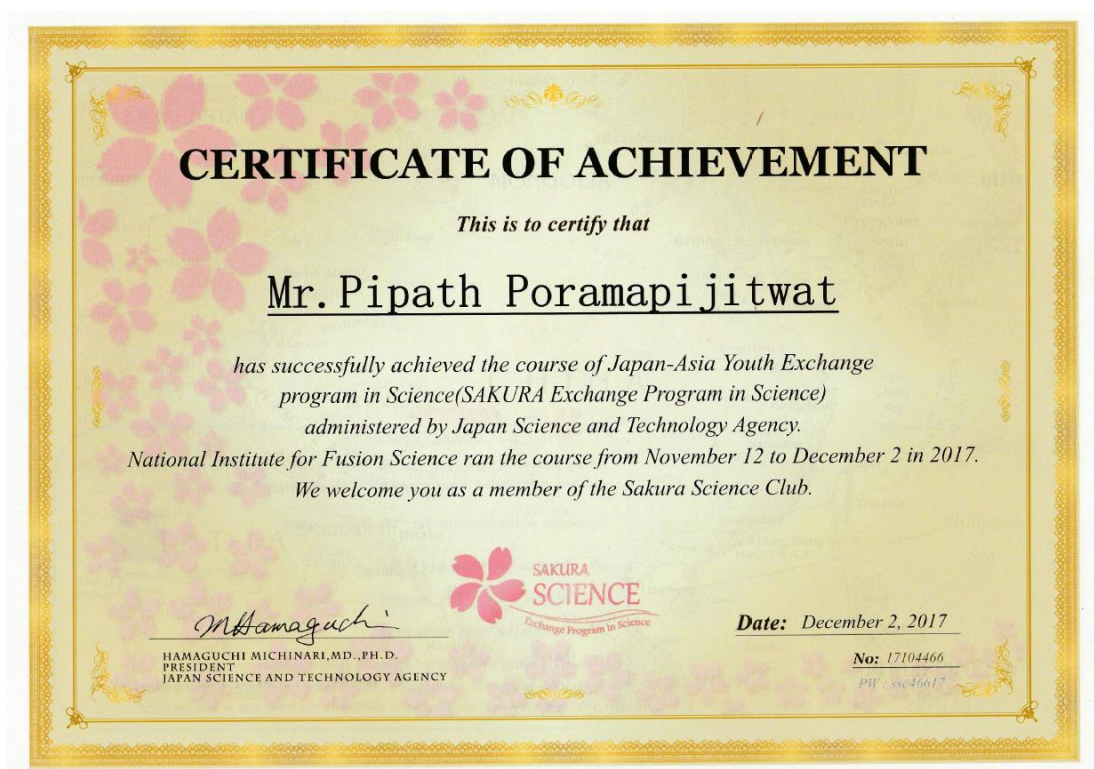 CERTIFICATE OF ACHIEVEMENT
This is to certify that
Mr. Pipath Poramapijitwat
has successfully achieved the course of Japan-Asia Youth Exchange
program in Science(SAKURA Exchange Program in Science)
administered by Japan Science and Technology Agency.
National Institute for Fusion Science ran the course from November 12 to December 2 in 2017.
We welcome you as a member of the Sakura Science Club.
SAKURA
SCIENCE
Exchange Program in Science
MHamaguchi
HAMAGUCHI MICHINARI,MD.,PH.D.
PRESIDENT
JAPAN SCIENCE AND TECHNOLOGY AGENCY
Date: December 2, 2017
No: 17104466
PW : ssc46617